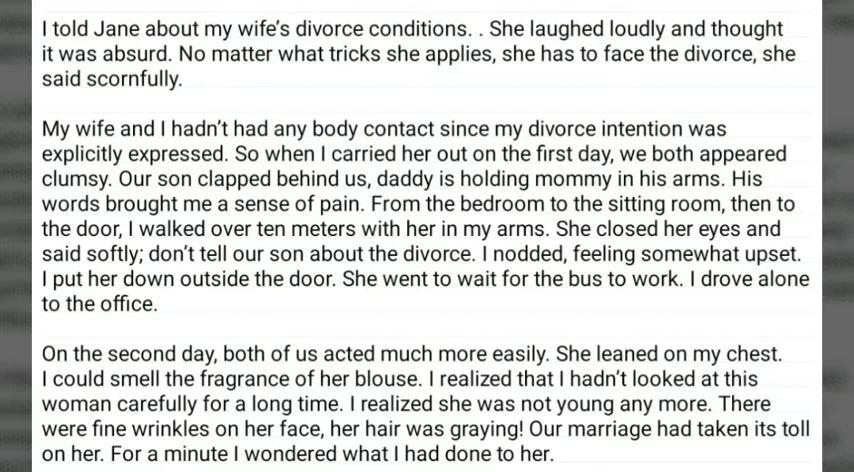 I told Jane about my wife's divorce conditions. . She laughed loudly and thought
it was absurd. No matter what tricks she applies, she has to face the divorce, she
said scornfully.
My wife and I hadn't had any body contact since my divorce intention was
explicitly expressed. So when I carried her out on the first day, we both appeared
clumsy. Our son clapped behind us, daddy is holding mommy in his arms. His
words brought me a sense of pain. From the bedroom to the sitting room, then to
the door, I walked over ten meters with her in my arms. She closed her eyes and
said softly; don't tell our son about the divorce. I nodded, feeling somewhat upset.
I put her down outside the door. She went to wait for the bus to work. I drove alone
to the office.
On the second day, both of us acted much more easily. She leaned on my chest.
I could smell the fragrance of her blouse. I realized that I hadn't looked at this
woman carefully for a long time. I realized she was not young any more. There
were fine wrinkles on her face, her hair was graying! Our marriage had taken its toll
on her. For a minute I wondered what I had done to her.